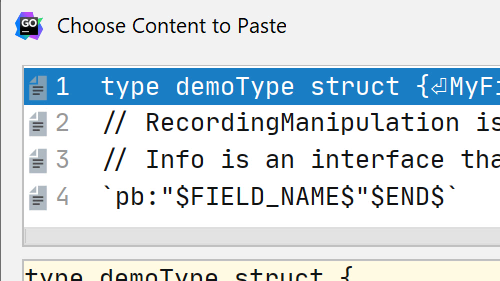 GO
Choose Content to Paste
1 type demoType struct {⏎MyF
2 // RecordingManipulation is
3 // Info is an interface tha
4 `pb:"$FIELD_NAME$"$END$`
type demoType struct {